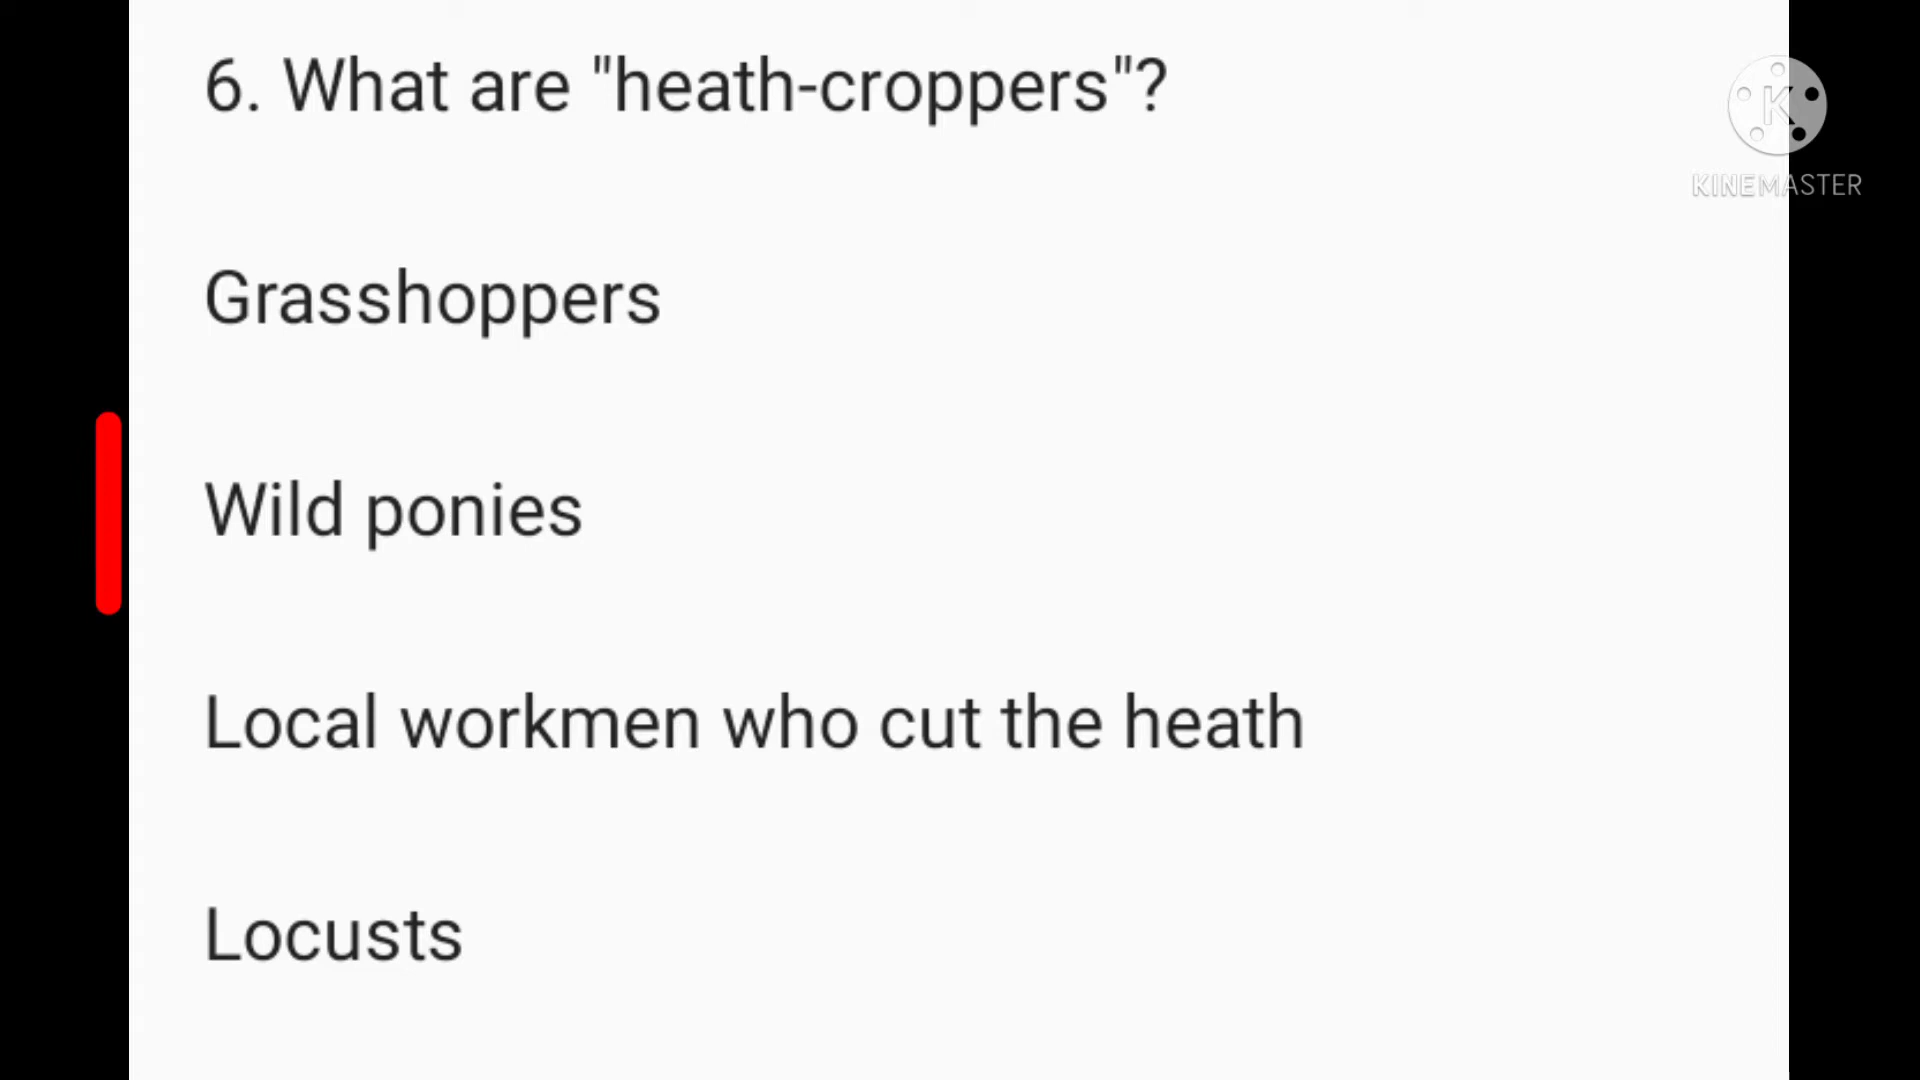 6. What are "heath-croppers"?
K
KINEMASTER
Grasshoppers
Wild ponies
Local workmen who cut the heath
Locusts